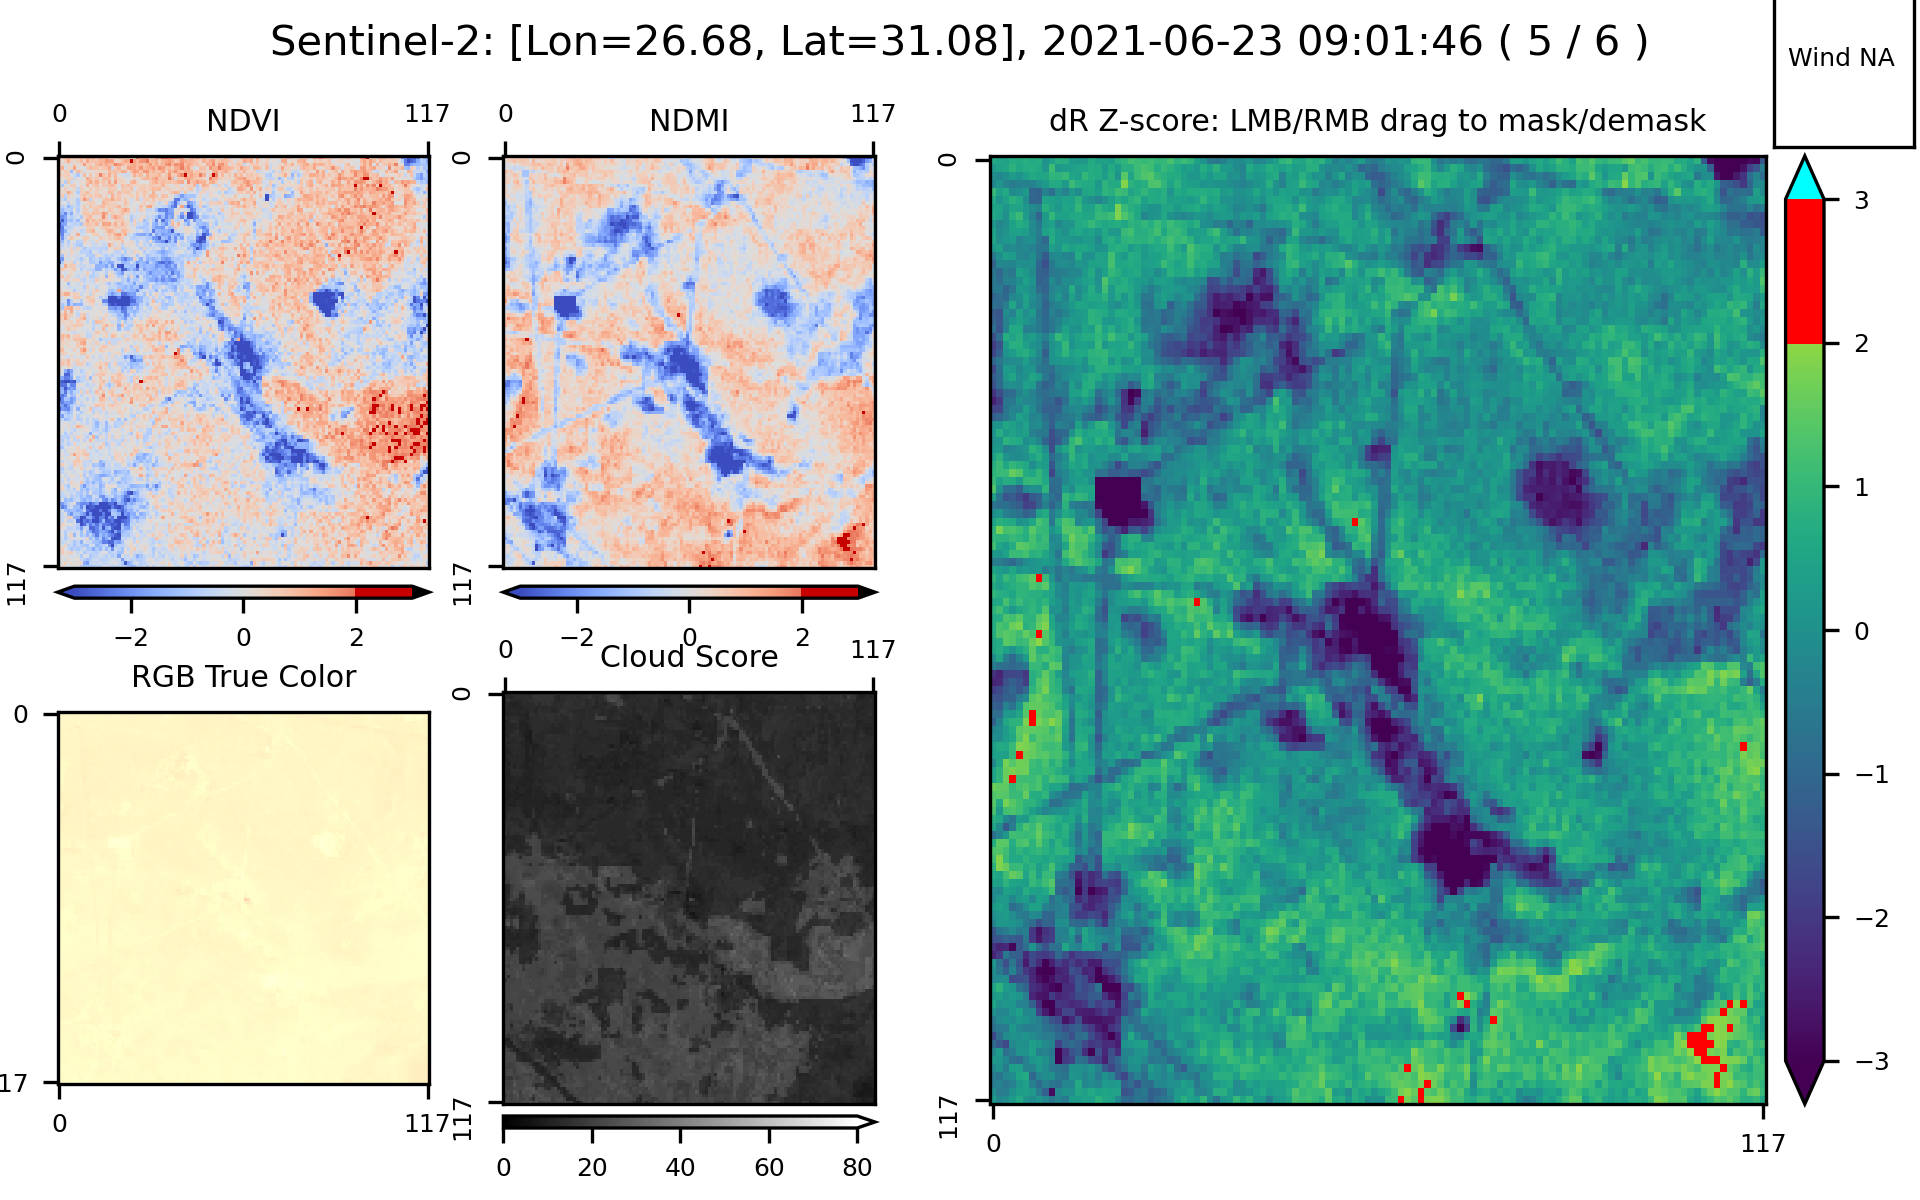 Sentinel-2: [Lon=26.68, Lat=31.08], 2021-06-23 09:01:46 ( 5 / 6 )
Wind NA
0 NDVI 117
0 NDMI 117
dR Z-score: LMB/RMB drag to mask/demask
0
0
0
117
117
−2 0 2
−2 0 2
RGB True Color
0 Cloud Score 117
0
0
17
117
0 117
0 20 40 60 80
117
0 117
3
2
1
0
−1
−2
−3